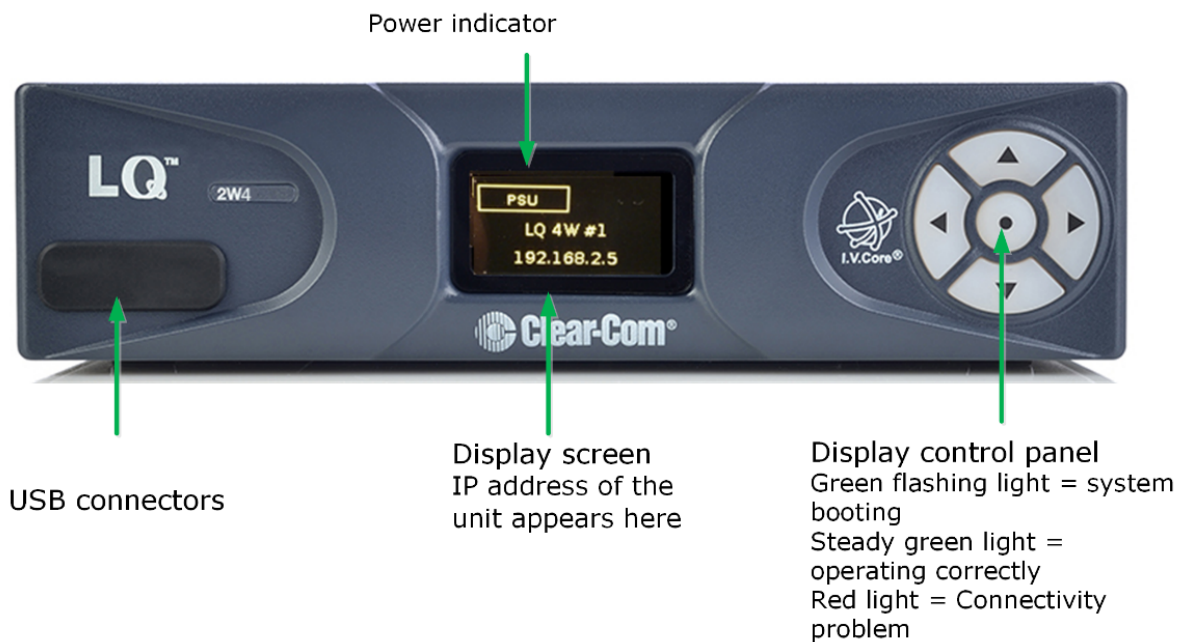 Power indicator
LQ™
2W4
PSU
LQ 4W #1
192.168.2.5
I.V.Core®
Clear-Com®
USB connectors
Display screen
IP address of the
unit appears here
Display control panel
Green flashing light = system
booting
Steady green light =
operating correctly
Red light = Connectivity
problem